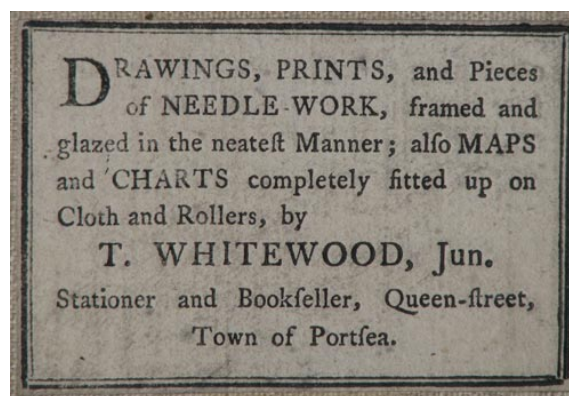 DRAWINGS, PRINTS, and Pieces
of NEEDLE-WORK, framed and
glazed in the neateſt Manner; alſo MAPS
and CHARTS completely fitted up on
Cloth and Rollers, by
T. WHITEWOOD, Jun.
Stationer and Bookſeller, Queen-ſtreet,
Town of Portſea.